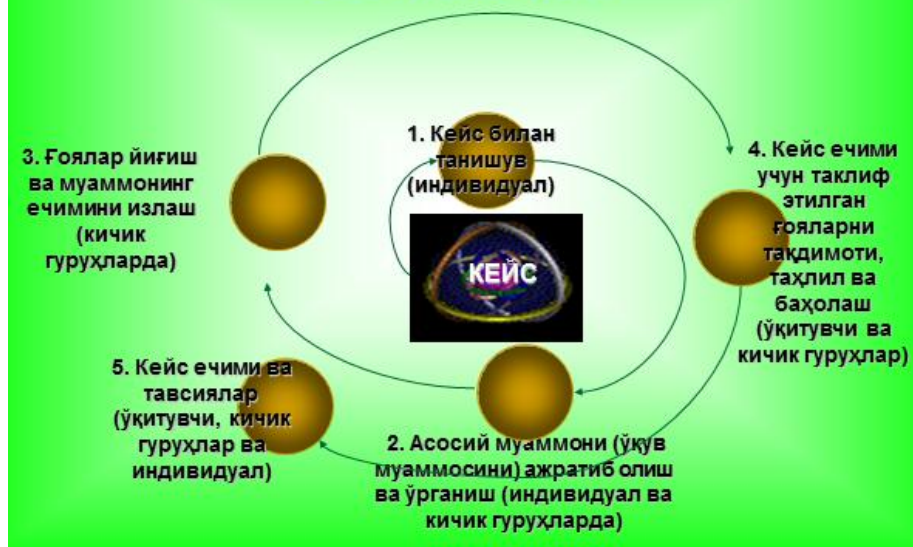 1. Кейс билан
танишув
(индивидуал)
КЕЙС
2. Асосий муаммони (ўқув
муаммосини) ажратиб олиш
ва ўрганиш (индивидуал ва
кичик гуруҳларда)
3. Ғоялар йиғиш
ва муаммонинг
ечимини излаш
(кичик
гуруҳларда)
4. Кейс ечими
учун таклиф
этилган
ғояларни
тақдимоти,
таҳлил ва
баҳолаш
(ўқитувчи ва
кичик гуруҳлар)
5. Кейс ечими ва
тавсиялар
(ўқитувчи, кичик
гуруҳлар ва
индивидуал)